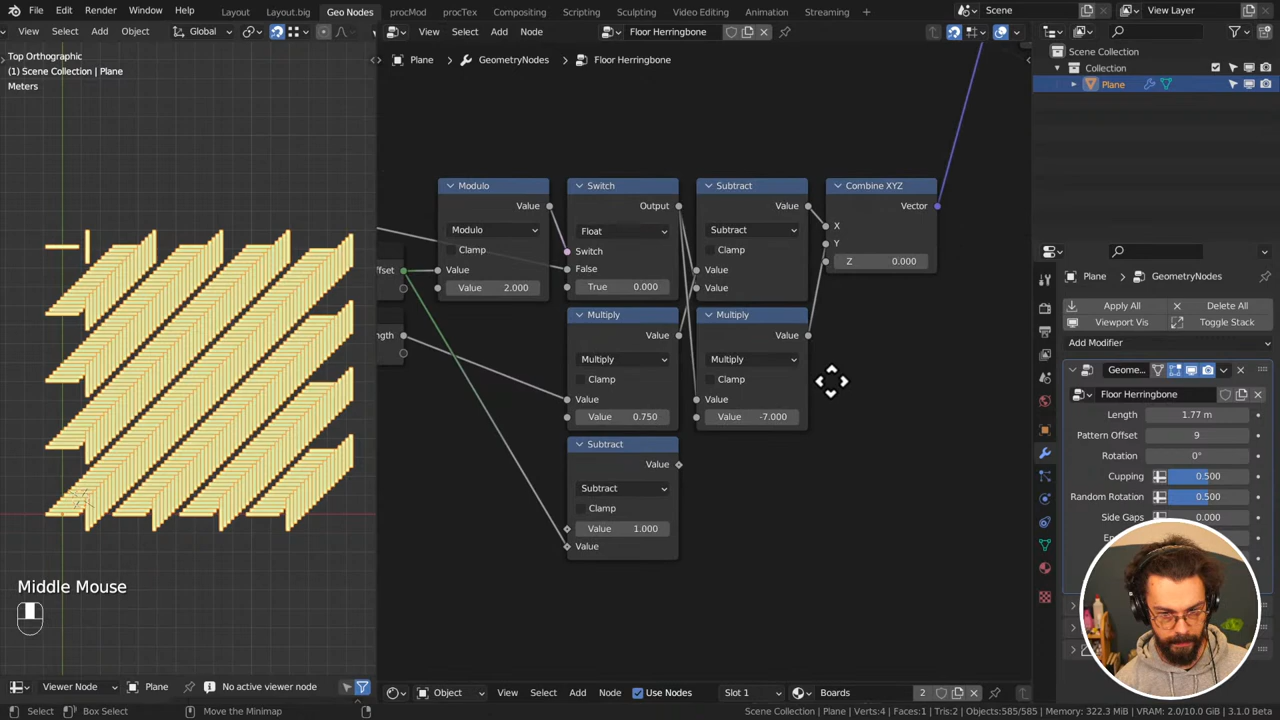 File Edit Render Window Help Layout Layout.big Geo Nodes procMod procTex Compositing Scripting Sculpting Video Editing Animation Streaming + Scene View Layer
View Select Add Object Global View Select Add Node Floor Herringbone
Top Orthographic
(1) Scene Collection | Plane
Meters
Plane GeometryNodes Floor Herringbone
Scene Collection
Collection
Plane
Modulo
Value
Modulo
Clamp
Value
Value 2.000
Switch
Output
Float
Switch
False
True 0.000
Subtract
Value
Subtract
Clamp
Value
Value
Combine XYZ
Vector
X
Y
Z 0.000
Multiply
Value
Multiply
Clamp
Value
Value 0.750
Multiply
Value
Multiply
Clamp
Value
Value -7.000
Subtract
Value
Subtract
Clamp
Value 1.000
Value
ffset
ngth
Plane GeometryNodes
Apply All Delete All
Viewport Vis Toggle Stack
Add Modifier
Geome...
Floor Herringbone
Length 1.77 m
Pattern Offset 9
Rotation 0°
Cupping 0.500
Random Rotation 0.500
Side Gaps 0.000
Middle Mouse
Viewer Node Plane No active viewer node
Object View Select Add Node Use Nodes Slot 1 Boards 2
Select Box Select Move the Minimap Scene Collection | Plane | Verts:4 | Faces:1 | Tris:2 | Objects:585/585 | Memory: 322.3 MiB | VRAM: 2.0/10.0 GiB | 3.1.0 Beta